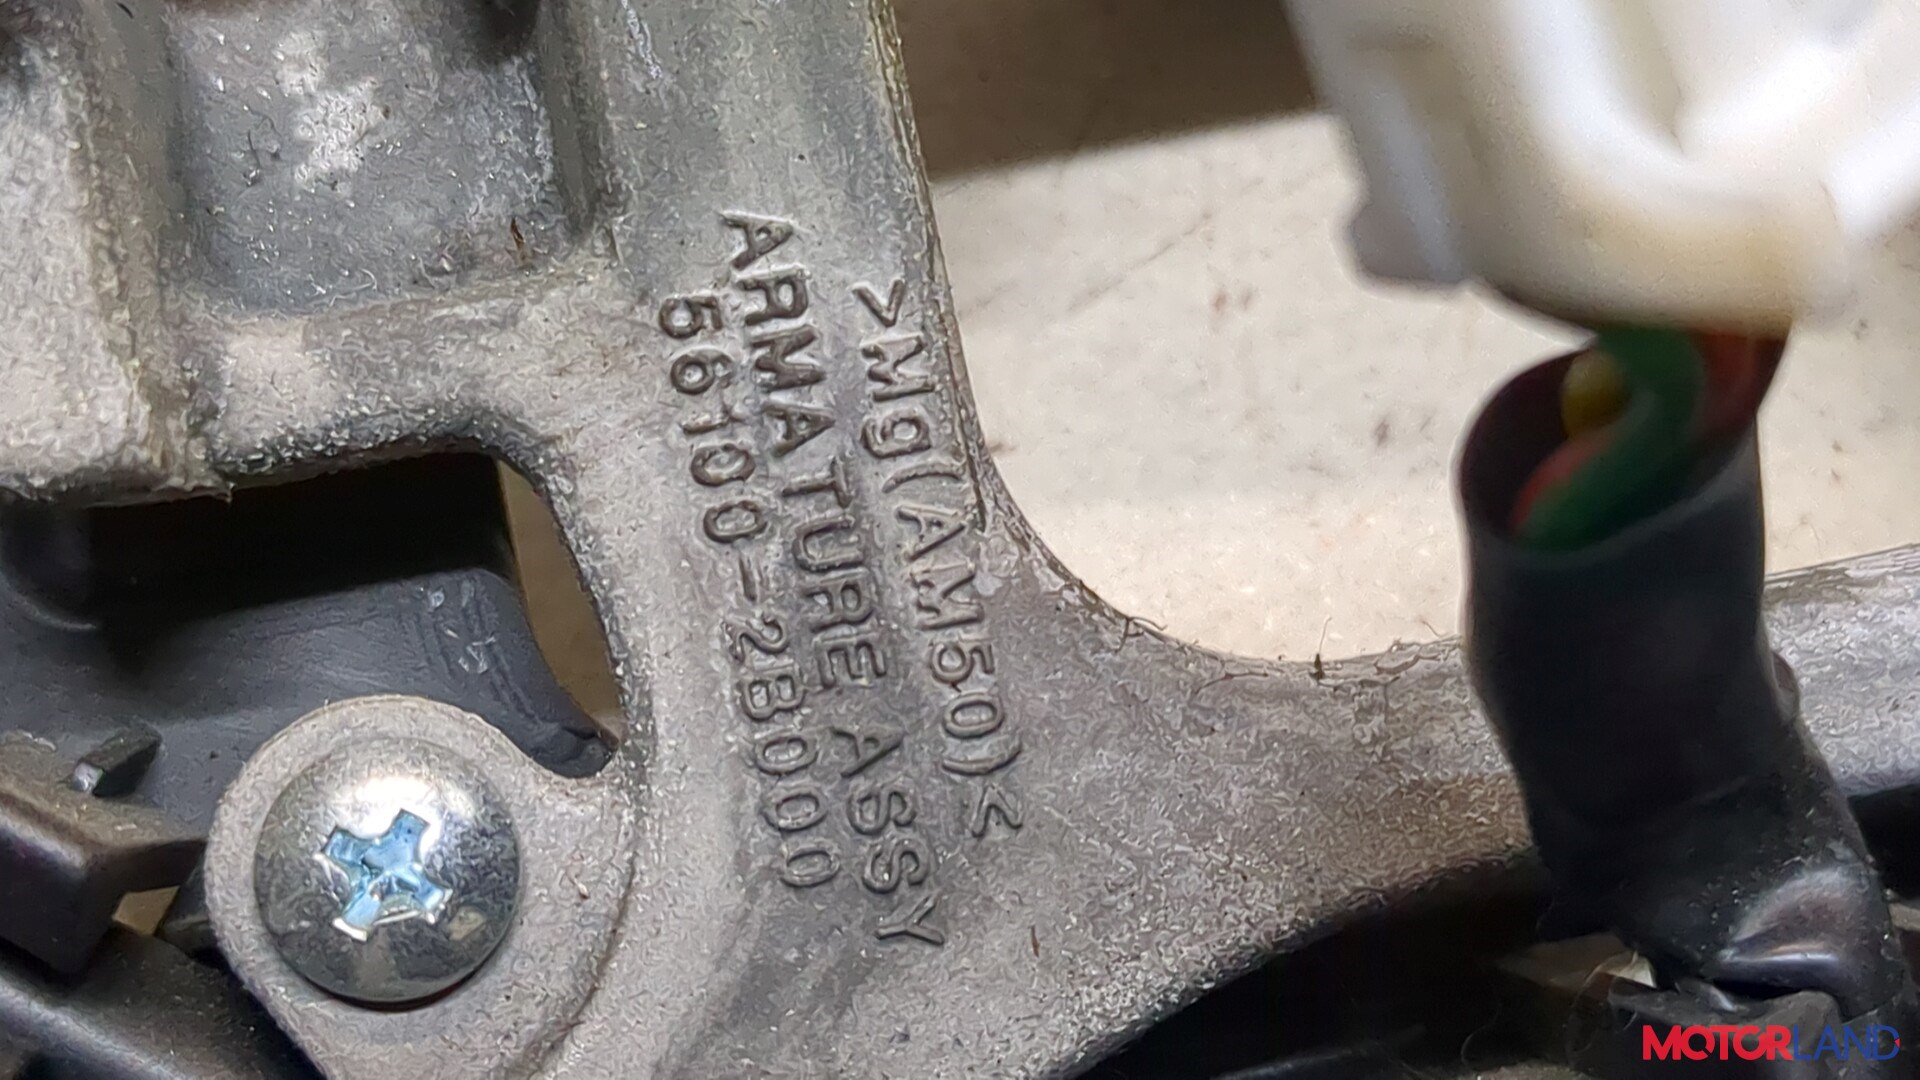 >Mg(AM50)<
ARMATURE ASSY
56100-2B000
MOTORLAND